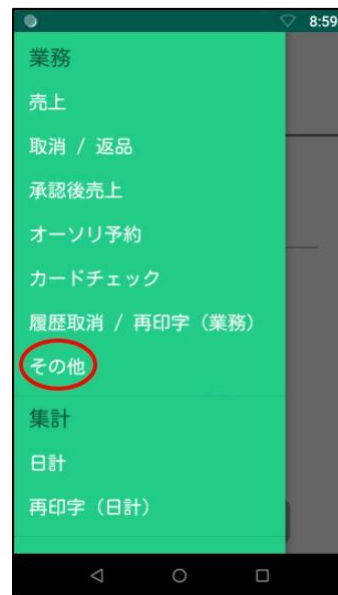 8:59
業務
売上
取消 / 返品
承認後売上
オーソリ予約
カードチェック
履歴取消 / 再印字（業務）
その他
集計
日計
再印字（日計）